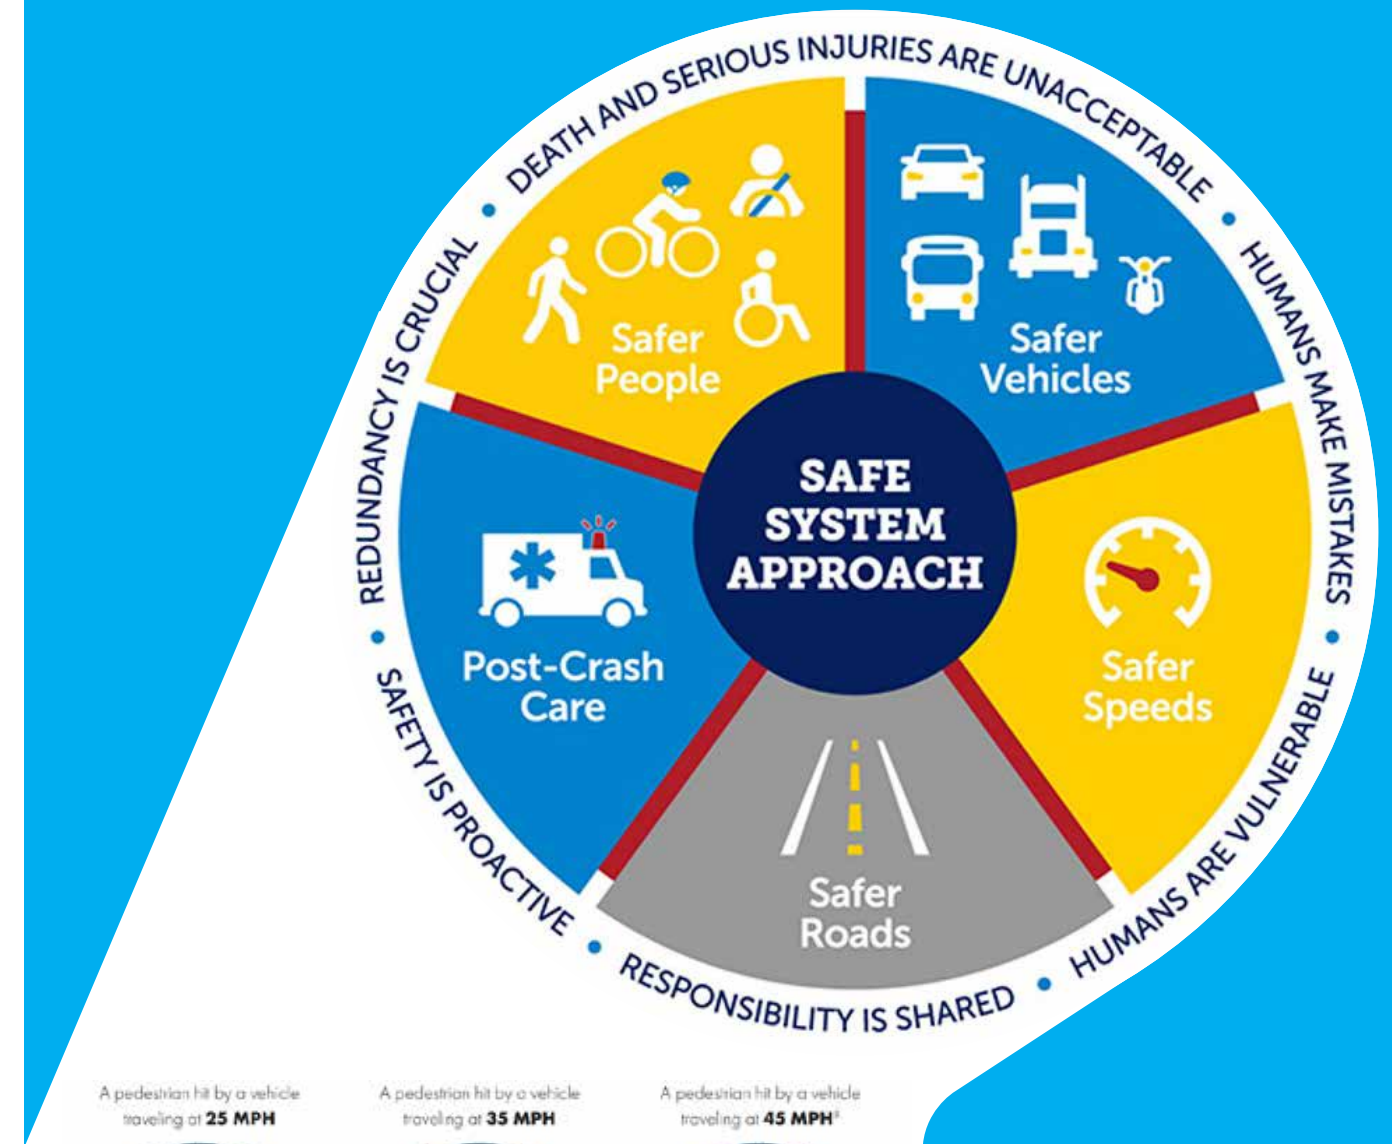 DEATH AND SERIOUS INJURIES ARE UNACCEPTABLE
HUMANS MAKE MISTAKES
HUMANS ARE VULNERABLE
RESPONSIBILITY IS SHARED
SAFETY IS PROACTIVE
REDUNDANCY IS CRUCIAL
Safer
People
Safer
Vehicles
SAFE
SYSTEM
APPROACH
Post-Crash
Care
Safer
Speeds
Safer
Roads
A pedestrian hit by a vehicle
traveling at 25 MPH
A pedestrian hit by a vehicle
traveling at 35 MPH
A pedestrian hit by a vehicle
traveling at 45 MPH